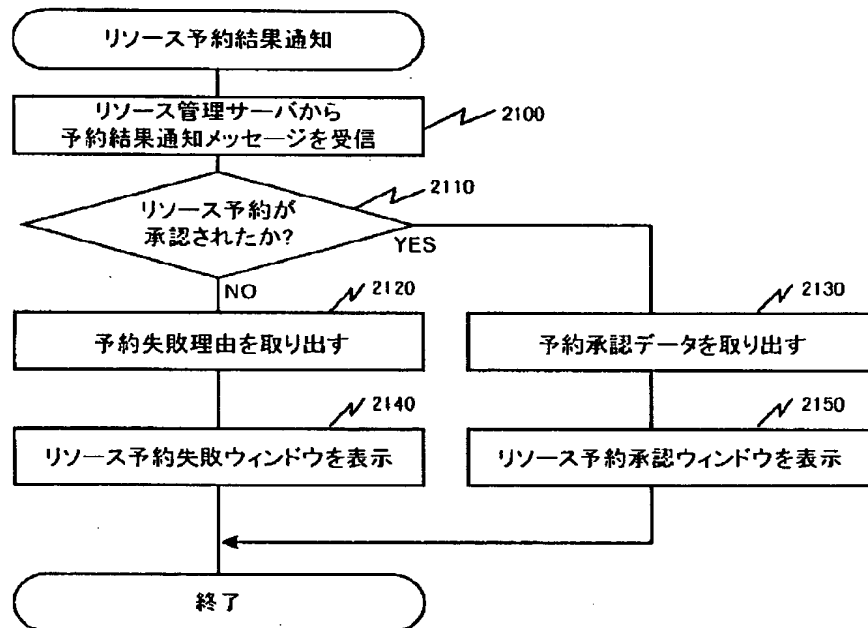 リソース予約結果通知
リソース管理サーバから
予約結果通知メッセージを受信
2100
リソース予約が
承認されたか?
2110
YES
NO
2120
予約失敗理由を取り出す
2130
予約承認データを取り出す
2140
リソース予約失敗ウィンドウを表示
2150
リソース予約承認ウィンドウを表示
終了